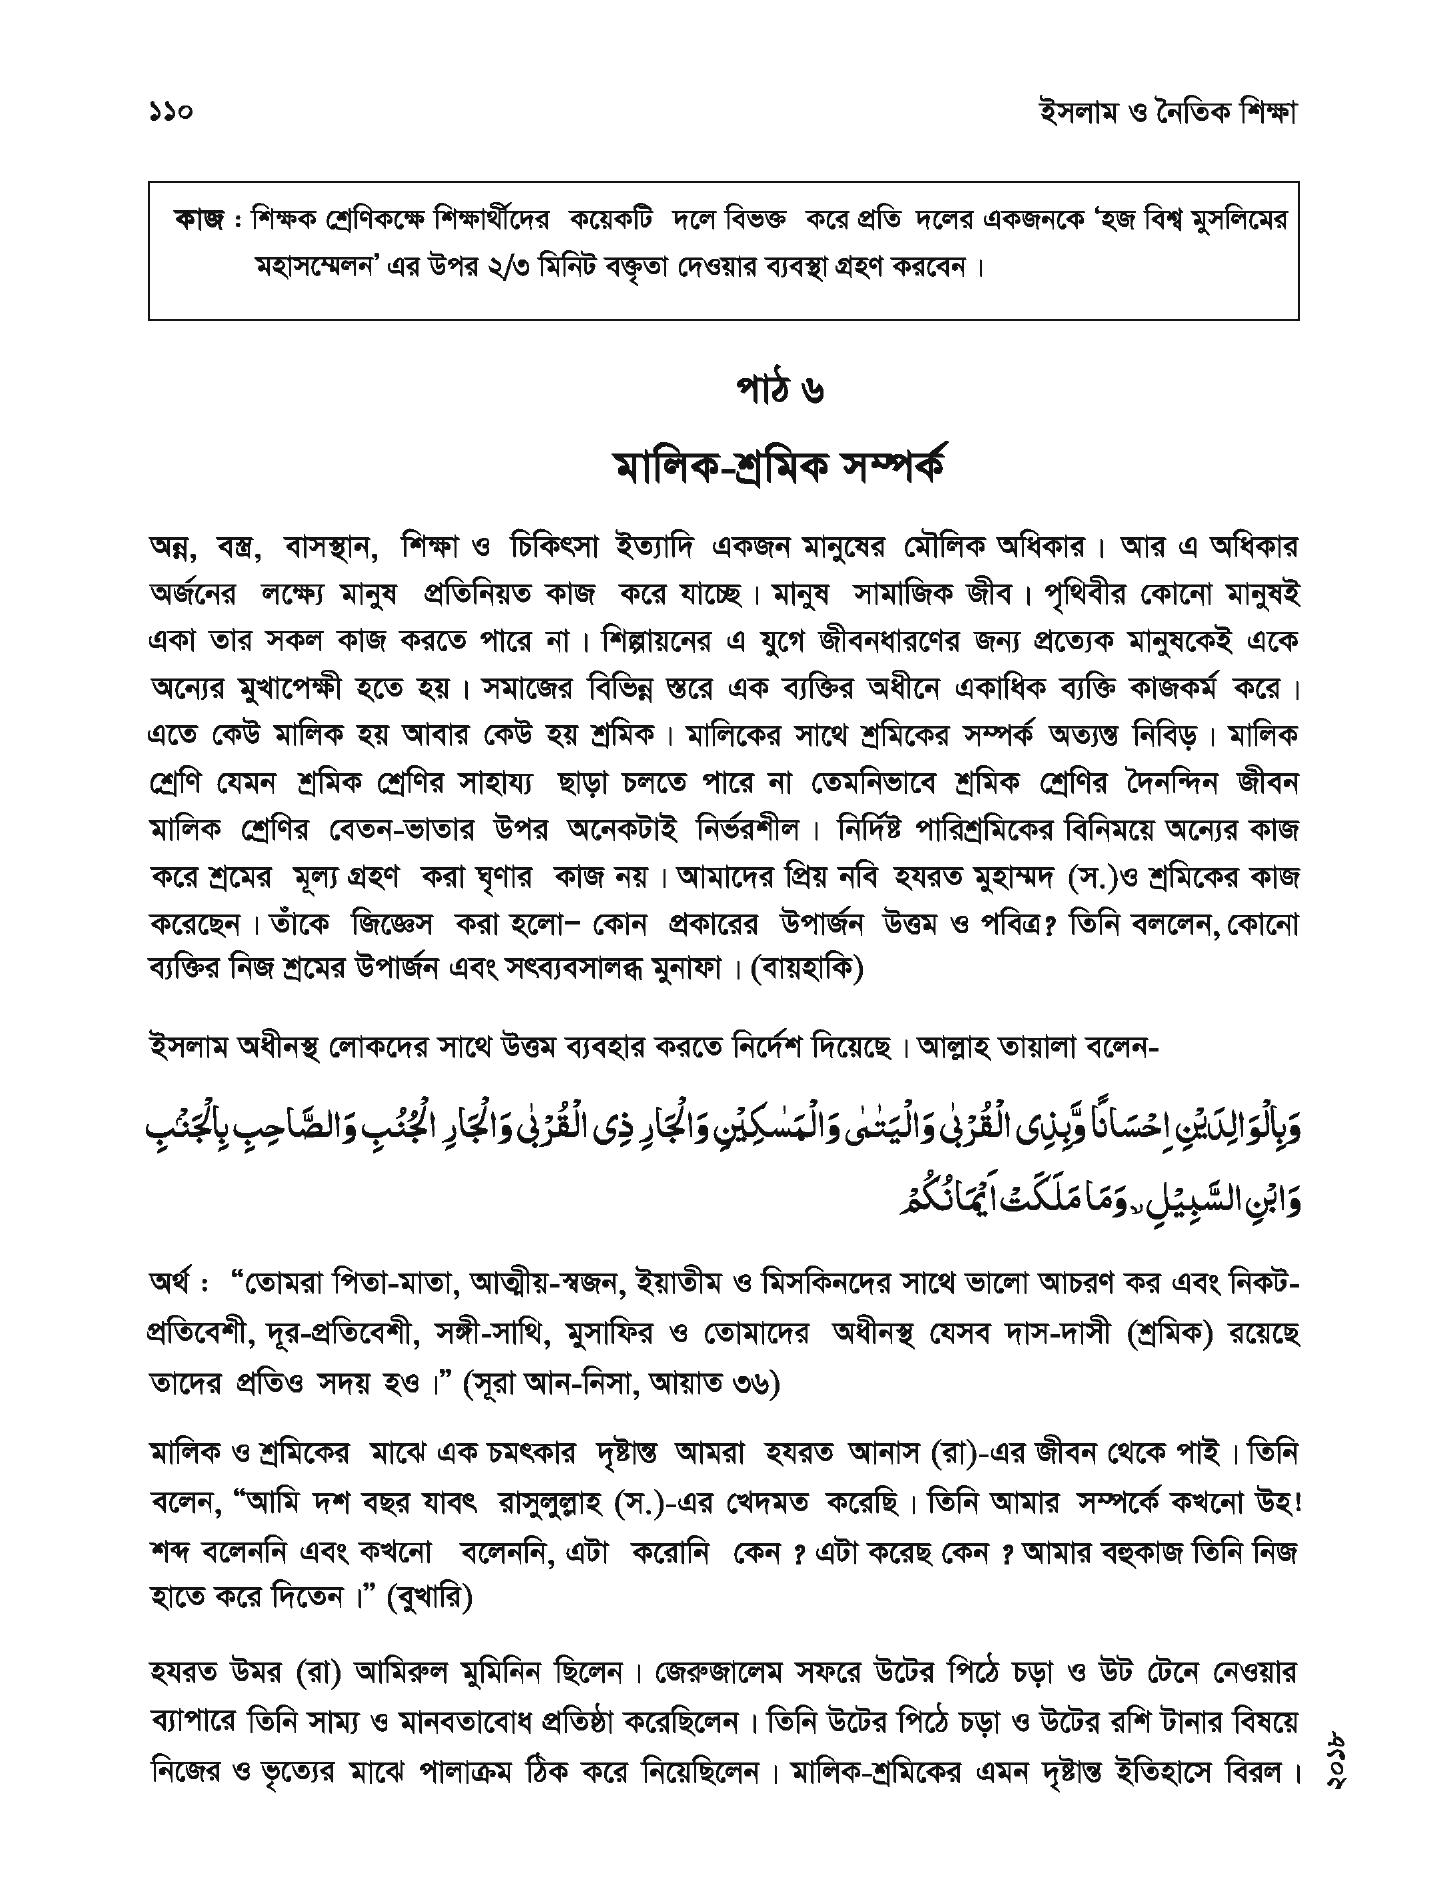 ১১০
ইসলাম ও নৈতিক শিক্ষা
কাজ : শিক্ষক শ্রেণিকক্ষে শিক্ষার্থীদের কয়েকটি দলে বিভক্ত করে প্রতি দলের একজনকে ‘হজ বিশ্ব মুসলিমের
মহাসম্মেলন’ এর উপর ২/৩ মিনিট বক্তৃতা দেওয়ার ব্যবস্থা গ্রহণ করবেন।
পাঠ ৬
মালিক-শ্রমিক সম্পর্ক
অন্ন, বস্ত্র, বাসস্থান, শিক্ষা ও চিকিৎসা ইত্যাদি একজন মানুষের মৌলিক অধিকার। আর এ অধিকার
অর্জনের লক্ষ্যে মানুষ প্রতিনিয়ত কাজ করে যাচ্ছে। মানুষ সামাজিক জীব। পৃথিবীর কোনো মানুষই
একা তার সকল কাজ করতে পারে না। শিল্পায়নের এ যুগে জীবনধারণের জন্য প্রত্যেক মানুষকেই একে
অন্যের মুখাপেক্ষী হতে হয়। সমাজের বিভিন্ন স্তরে এক ব্যক্তির অধীনে একাধিক ব্যক্তি কাজকর্ম করে।
এতে কেউ মালিক হয় আবার কেউ হয় শ্রমিক। মালিকের সাথে শ্রমিকের সম্পর্ক অত্যন্ত নিবিড়। মালিক
শ্রেণি যেমন শ্রমিক শ্রেণির সাহায্য ছাড়া চলতে পারে না তেমনিভাবে শ্রমিক শ্রেণির দৈনন্দিন জীবন
মালিক শ্রেণির বেতন-ভাতার উপর অনেকটাই নির্ভরশীল। নির্দিষ্ট পারিশ্রমিকের বিনিময়ে অন্যের কাজ
করে শ্রমের মূল্য গ্রহণ করা ঘৃণার কাজ নয়। আমাদের প্রিয় নবি হযরত মুহাম্মদ (স.)ও শ্রমিকের কাজ
করেছেন। তাঁকে জিজ্ঞেস করা হলো– কোন প্রকারের উপার্জন উত্তম ও পবিত্র? তিনি বললেন, কোনো
ব্যক্তির নিজ শ্রমের উপার্জন এবং সৎব্যবসালব্ধ মুনাফা। (বায়হাকি)
ইসলাম অধীনস্থ লোকদের সাথে উত্তম ব্যবহার করতে নির্দেশ দিয়েছে। আল্লাহ তায়ালা বলেন-
وَبِالْوَالِدَيْنِ اِحْسَانًا وَّبِذِى الْقُرْبٰى وَالْيَتٰمٰى وَالْمَسٰكِيْنِ وَالْجَارِ ذِى الْقُرْبٰى وَالْجَارِ الْجُنُبِ وَالصَّاحِبِ بِالْجَنْۢبِ
وَابْنِ السَّبِيْلِ ۙ وَمَا مَلَكَتْ اَيْمَانُكُمْ
অর্থ : “তোমরা পিতা-মাতা, আত্মীয়-স্বজন, ইয়াতীম ও মিসকিনদের সাথে ভালো আচরণ কর এবং নিকট-
প্রতিবেশী, দূর-প্রতিবেশী, সঙ্গী-সাথি, মুসাফির ও তোমাদের অধীনস্থ যেসব দাস-দাসী (শ্রমিক) রয়েছে
তাদের প্রতিও সদয় হও।” (সূরা আন-নিসা, আয়াত ৩৬)
মালিক ও শ্রমিকের মাঝে এক চমৎকার দৃষ্টান্ত আমরা হযরত আনাস (রা)-এর জীবন থেকে পাই। তিনি
বলেন, “আমি দশ বছর যাবৎ রাসুলুল্লাহ (স.)-এর খেদমত করেছি। তিনি আমার সম্পর্কে কখনো উহ!
শব্দ বলেননি এবং কখনো বলেননি, এটা করোনি কেন ? এটা করেছ কেন ? আমার বহুকাজ তিনি নিজ
হাতে করে দিতেন।” (বুখারি)
হযরত উমর (রা) আমিরুল মুমিনিন ছিলেন। জেরুজালেম সফরে উটের পিঠে চড়া ও উট টেনে নেওয়ার
ব্যাপারে তিনি সাম্য ও মানবতাবোধ প্রতিষ্ঠা করেছিলেন। তিনি উটের পিঠে চড়া ও উটের রশি টানার বিষয়ে
নিজের ও ভৃত্যের মাঝে পালাক্রম ঠিক করে নিয়েছিলেন। মালিক-শ্রমিকের এমন দৃষ্টান্ত ইতিহাসে বিরল।
২০১৮